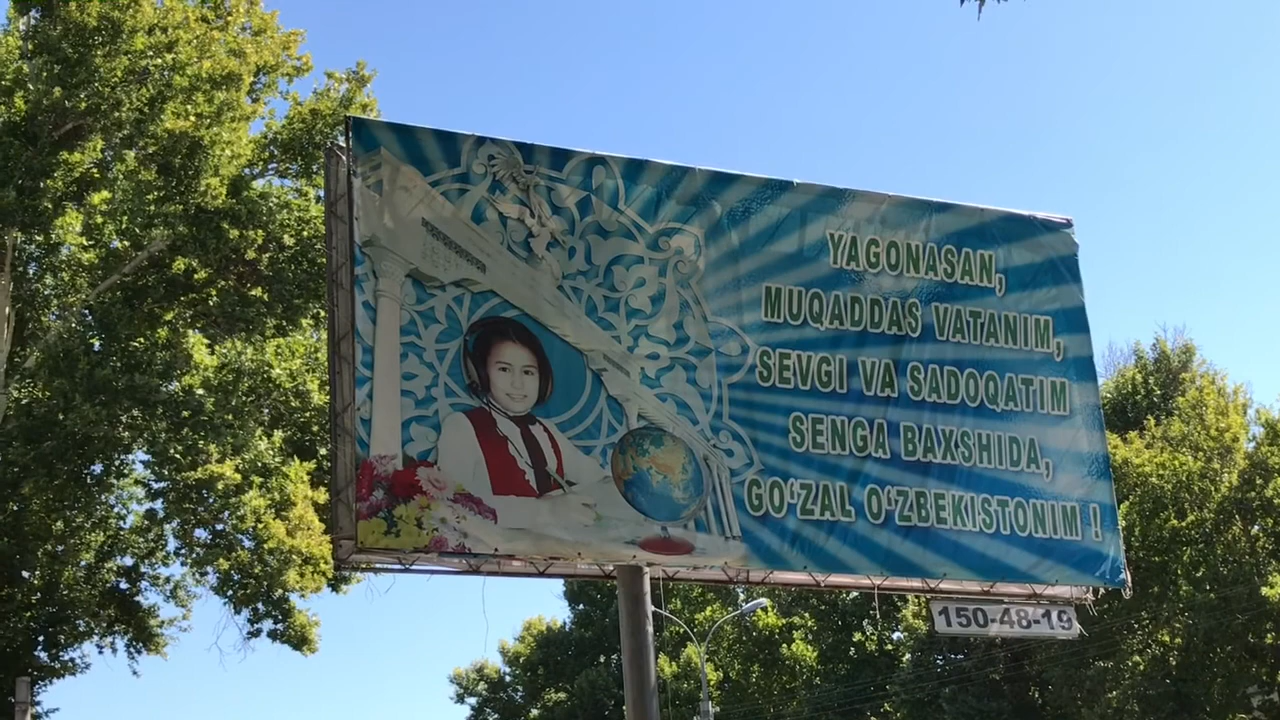 YAGONASAN,
MUQADDAS VATANIM,
SEVGI VA SADOQATIM
SENGA BAXSHIDA,
GO‘ZAL O‘ZBEKISTONIM !
150-48-19